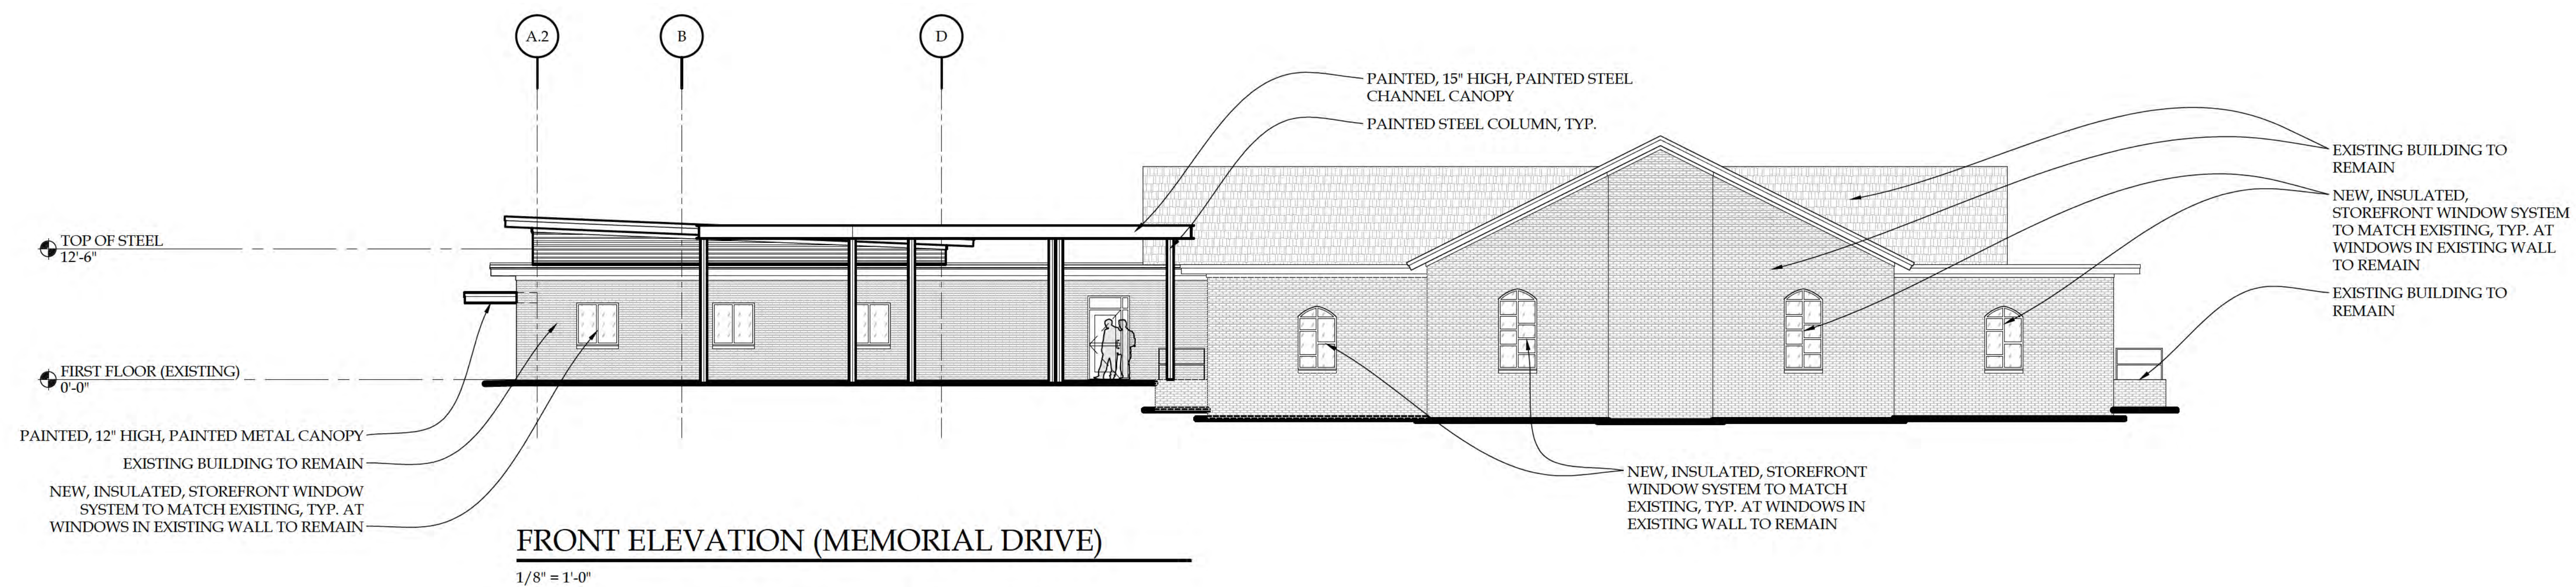 A.2
B
D
PAINTED, 15" HIGH, PAINTED STEEL
CHANNEL CANOPY
PAINTED STEEL COLUMN, TYP.
EXISTING BUILDING TO
REMAIN
NEW, INSULATED,
STOREFRONT WINDOW SYSTEM
TO MATCH EXISTING, TYP. AT
WINDOWS IN EXISTING WALL
TO REMAIN
EXISTING BUILDING TO
REMAIN
TOP OF STEEL
12'-6"
FIRST FLOOR (EXISTING)
0'-0"
PAINTED, 12" HIGH, PAINTED METAL CANOPY
EXISTING BUILDING TO REMAIN
NEW, INSULATED, STOREFRONT WINDOW
SYSTEM TO MATCH EXISTING, TYP. AT
WINDOWS IN EXISTING WALL TO REMAIN
NEW, INSULATED, STOREFRONT
WINDOW SYSTEM TO MATCH
EXISTING, TYP. AT WINDOWS IN
EXISTING WALL TO REMAIN
FRONT ELEVATION (MEMORIAL DRIVE)
1/8" = 1'-0"